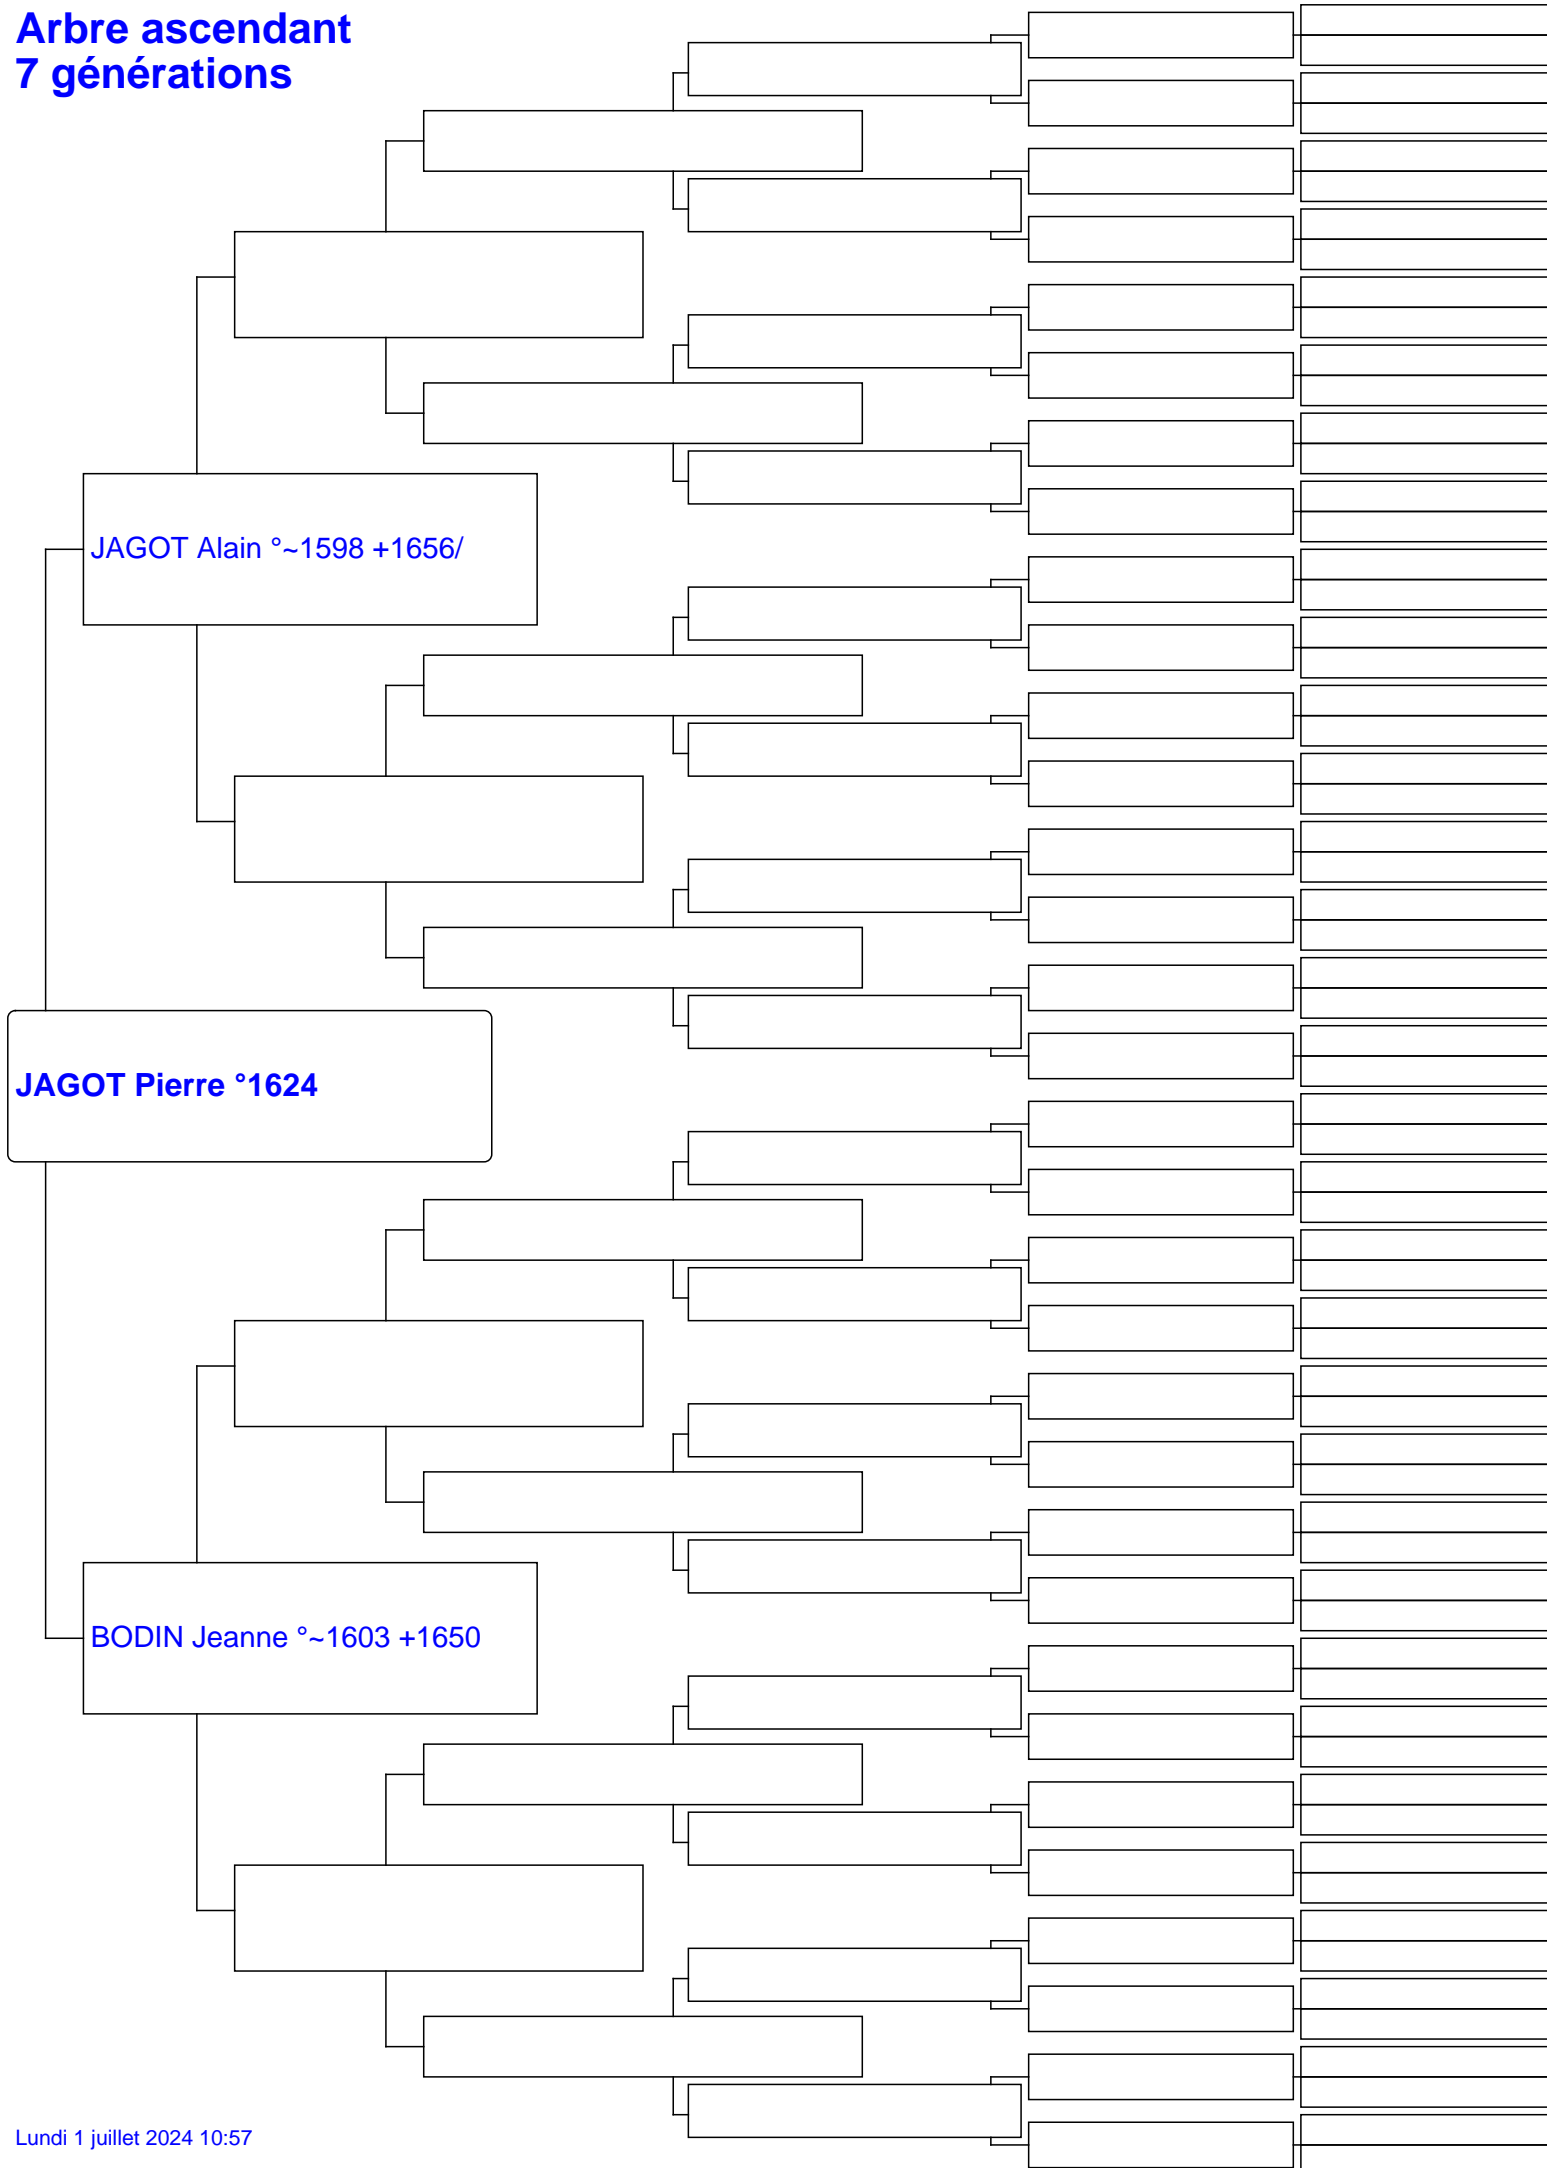 Arbre ascendant
7 générations
JAGOT Alain °~1598 +1656/
JAGOT Pierre °1624
BODIN Jeanne °~1603 +1650
Lundi 1 juillet 2024 10:57